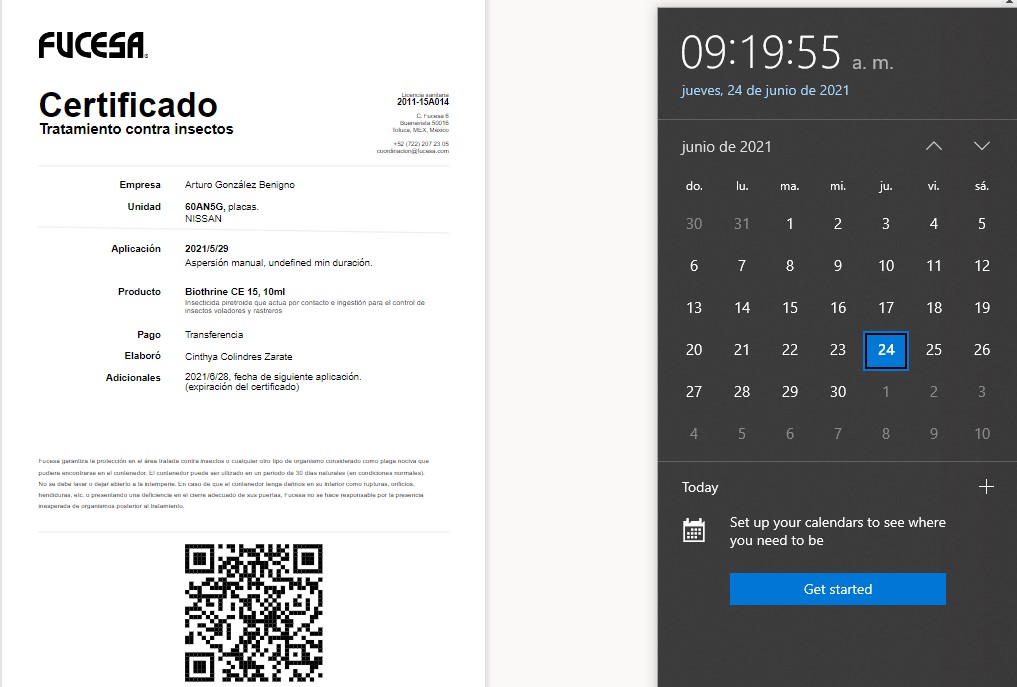 FUCESA®
Certificado
Tratamiento contra insectos
Licencia sanitaria
2011-15A014
C. Fucesa 6
Buenavista 50016
Toluca, MEX, México
+52 (722) 207 23 05
coordinacion@fucesa.com
Empresa Arturo González Benigno
Unidad 60AN5G, placas.
NISSAN
Aplicación 2021/5/29
Aspersión manual, undefined min duración.
Producto Biothrine CE 15, 10ml
Insecticida piretroide que actua por contacto e ingestión para el control de
insectos voladores y rastreros
Pago Transferencia
Elaboró Cinthya Colindres Zarate
Adicionales 2021/6/28, fecha de siguiente aplicación.
(expiración del certificado)
Fucesa garantiza la protección en el área tratada contra insectos o cualquier otro tipo de organismo considerado como plaga nociva que
pudiera encontrarse en el contenedor. El contenedor puede ser utlizado en un periodo de 30 días naturales (en condiciones normales).
No se debe lavar o dejar abierto a la intemperie. En caso de que el contenedor tenga daños en su interior como rupturas, orificios,
hendiduras, etc. o presentando una deficiencia en el cierre adecuado de sus puertas, Fucesa no se hace responsable por la presencia
inesperada de organismos posterior al tratamiento.
09:19:55 a. m.
jueves, 24 de junio de 2021
junio de 2021
do. lu. ma. mi. ju. vi. sá.
30 31 1 2 3 4 5
6 7 8 9 10 11 12
13 14 15 16 17 18 19
20 21 22 23 24 25 26
27 28 29 30 1 2 3
4 5 6 7 8 9 10
Today
Set up your calendars to see where
you need to be
Get started